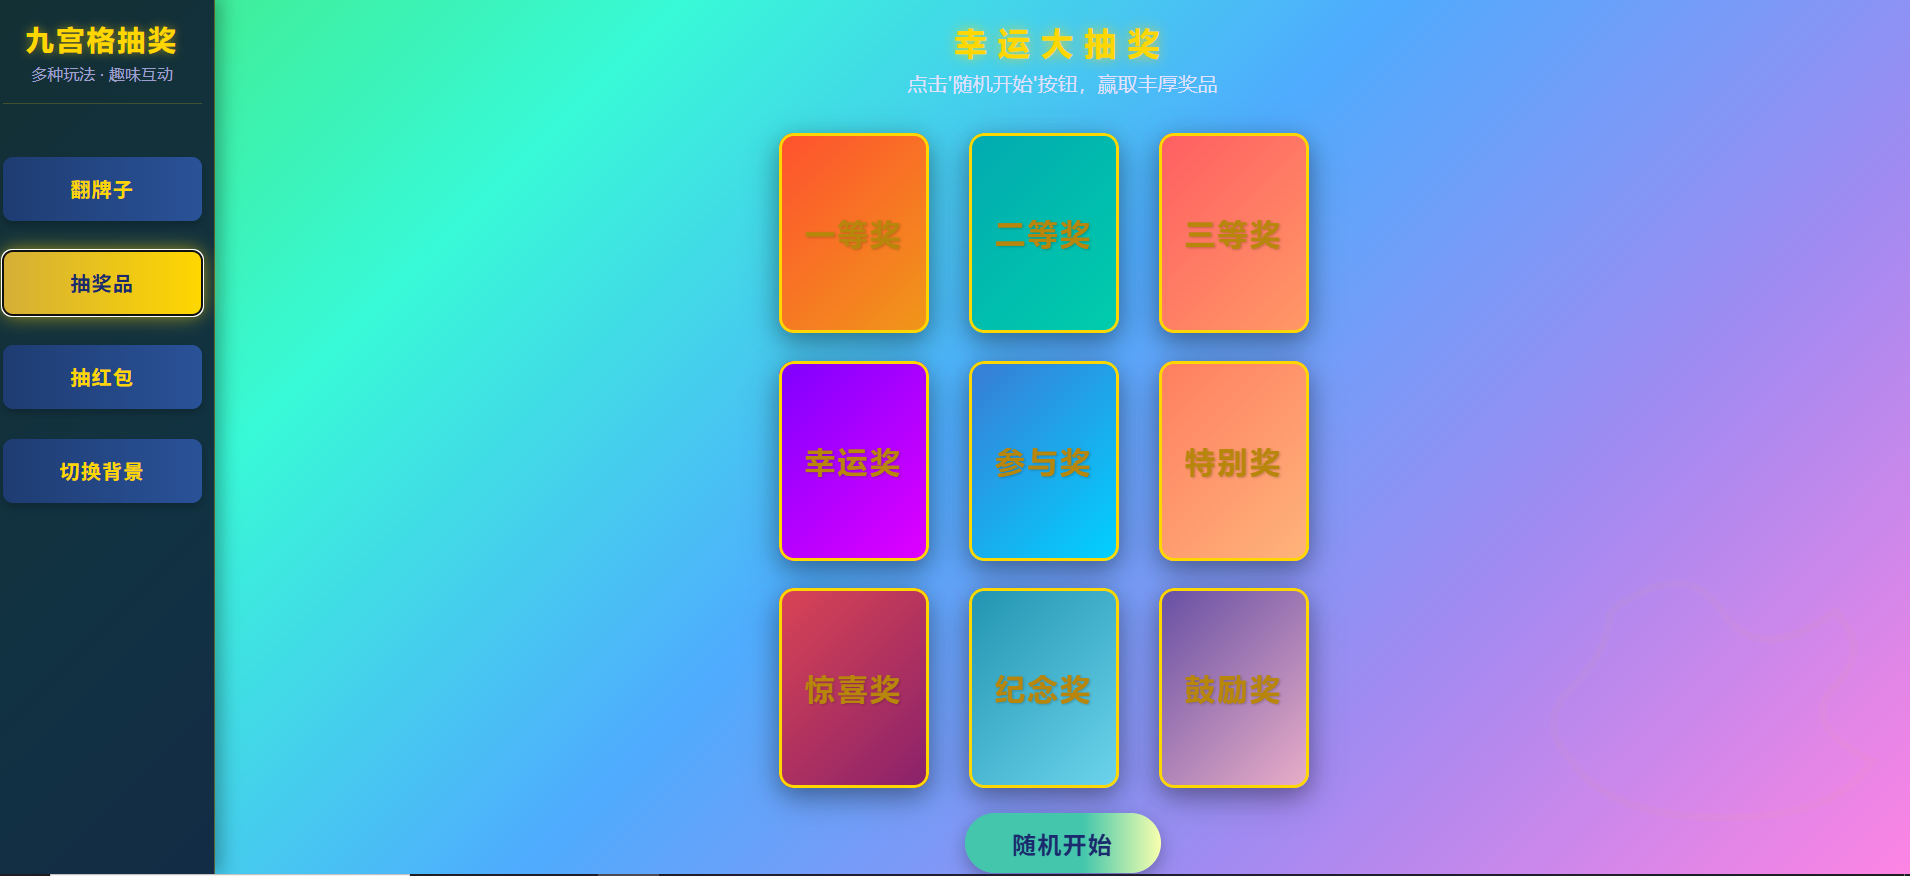 九宫格抽奖
多种玩法 · 趣味互动
翻牌子
抽奖品
抽红包
切换背景
幸运大抽奖
点击'随机开始'按钮，赢取丰厚奖品
一等奖
二等奖
三等奖
幸运奖
参与奖
特别奖
惊喜奖
纪念奖
鼓励奖
随机开始